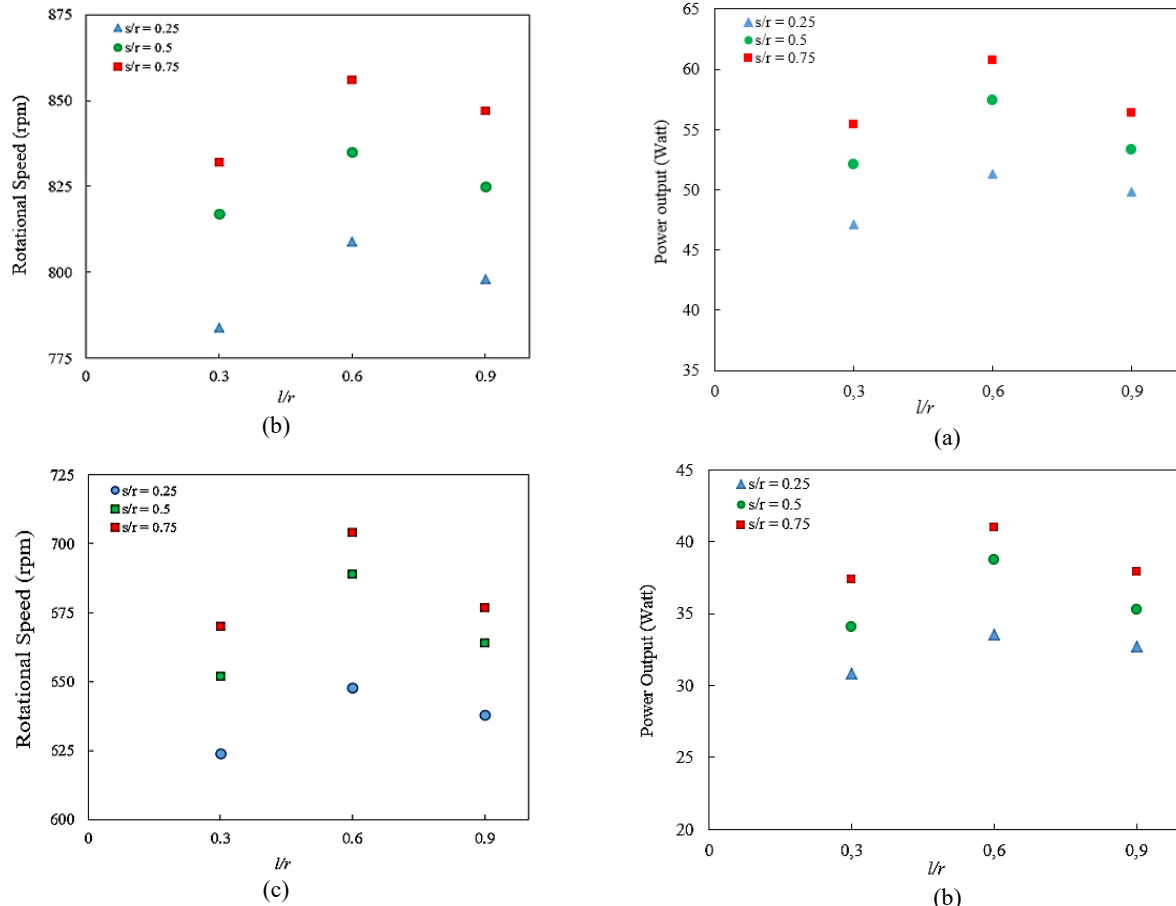 875
s/r = 0.25
s/r = 0.5
s/r = 0.75
850
825
800
775
Rotational Speed (rpm)
0
0.3
0.6
0.9
l/r
(b)
65
s/r = 0.25
s/r = 0.5
s/r = 0.75
60
55
50
45
40
35
Power output (Watt)
0
0,3
0,6
0,9
l/r
(a)
725
s/r = 0.25
s/r = 0.5
s/r = 0.75
700
675
650
625
600
Rotational Speed (rpm)
0
0.3
0.6
0.9
l/r
(c)
45
s/r = 0.25
s/r = 0.5
s/r = 0.75
40
35
30
25
20
Power Output (Watt)
0
0,3
0,6
0,9
l/r
(b)